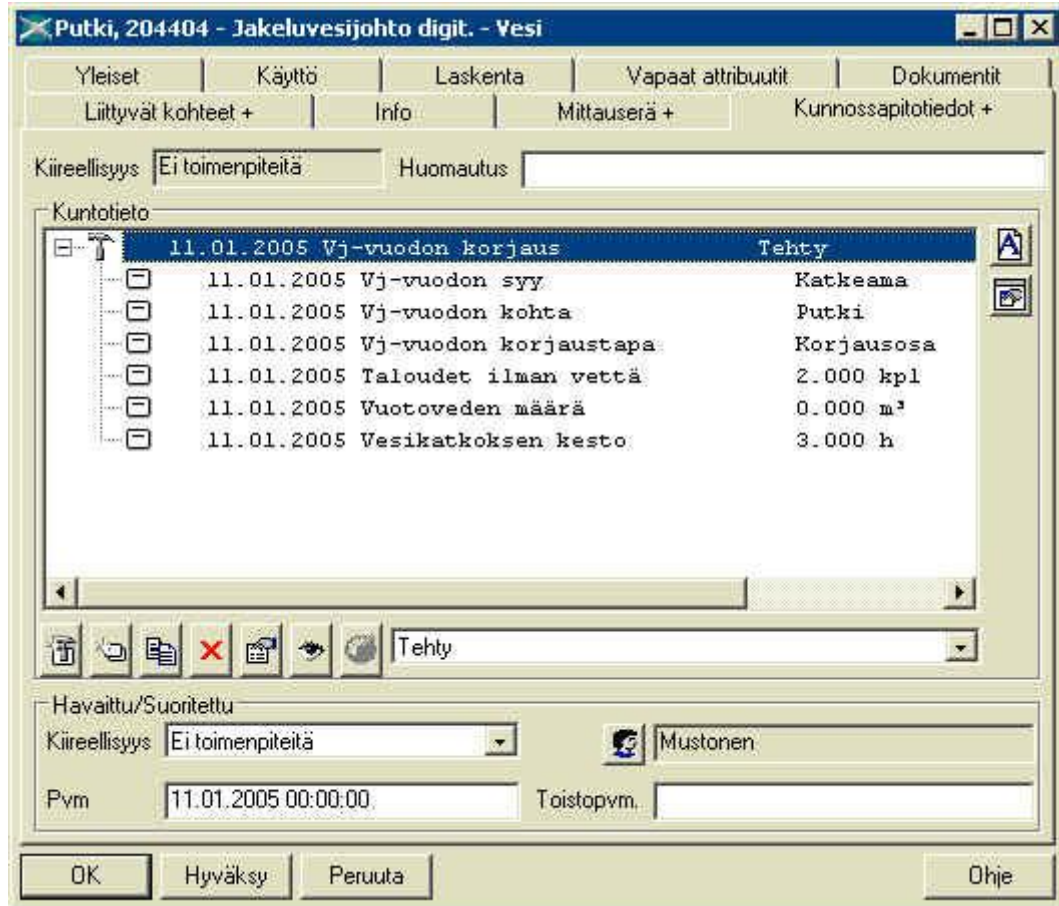 Putki, 204404 - Jakeluvesijohto digit. - Vesi
Yleiset Käyttö Laskenta Vapaat attribuutit Dokumentit
Liittyvät kohteet + Info Mittauserä + Kunnossapitotiedot +
Kiireellisyys Ei toimenpiteitä Huomautus
Kuntotieto
11.01.2005 Vj-vuodon korjaus Tehty
11.01.2005 Vj-vuodon syy Katkeama
11.01.2005 Vj-vuodon kohta Putki
11.01.2005 Vj-vuodon korjaustapa Korjausosa
11.01.2005 Taloudet ilman vettä 2.000 kpl
11.01.2005 Vuotoveden määrä 0.000 m³
11.01.2005 Vesikatkoksen kesto 3.000 h
Tehty
Havaittu/Suoritettu
Kiireellisyys Ei toimenpiteitä Mustonen
Pvm 11.01.2005 00:00:00 Toistopvm.
OK Hyväksy Peruuta Ohje